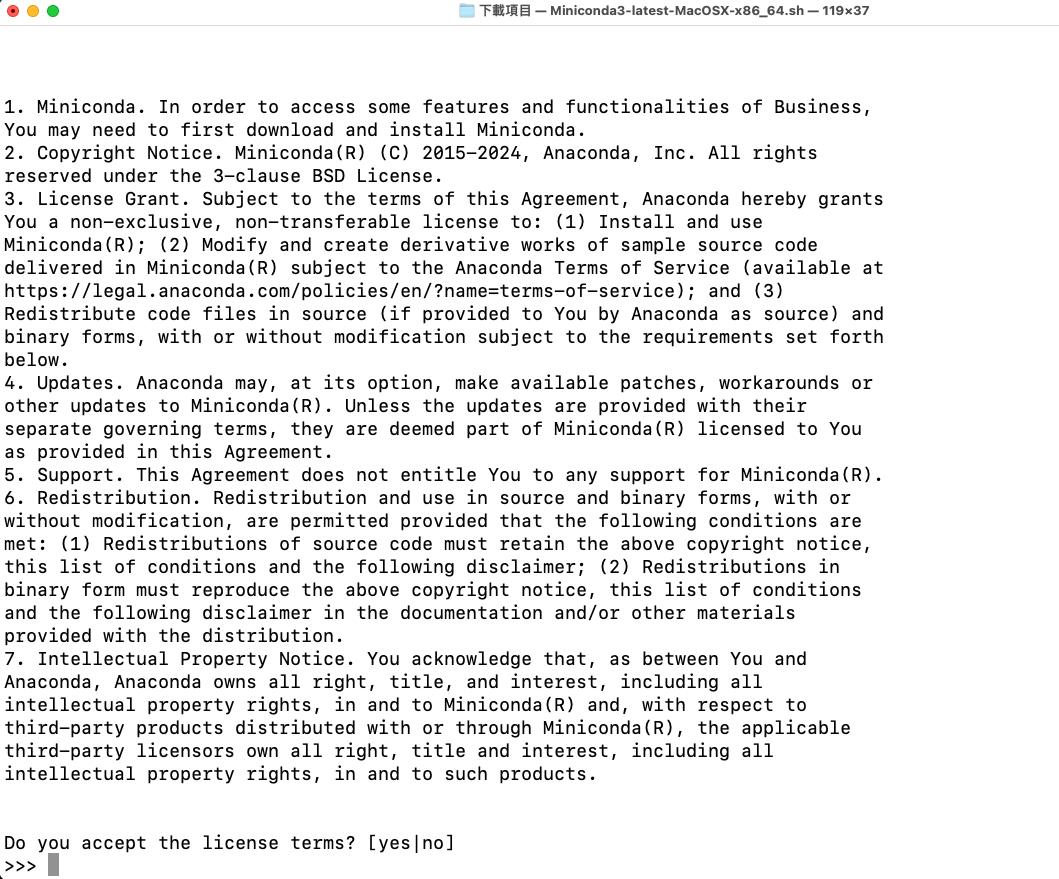 下載項目 — Miniconda3-latest-MacOSX-x86_64.sh — 119×37
1. Miniconda. In order to access some features and functionalities of Business,
You may need to first download and install Miniconda.
2. Copyright Notice. Miniconda(R) (C) 2015-2024, Anaconda, Inc. All rights
reserved under the 3-clause BSD License.
3. License Grant. Subject to the terms of this Agreement, Anaconda hereby grants
You a non-exclusive, non-transferable license to: (1) Install and use
Miniconda(R); (2) Modify and create derivative works of sample source code
delivered in Miniconda(R) subject to the Anaconda Terms of Service (available at
https://legal.anaconda.com/policies/en/?name=terms-of-service); and (3)
Redistribute code files in source (if provided to You by Anaconda as source) and
binary forms, with or without modification subject to the requirements set forth
below.
4. Updates. Anaconda may, at its option, make available patches, workarounds or
other updates to Miniconda(R). Unless the updates are provided with their
separate governing terms, they are deemed part of Miniconda(R) licensed to You
as provided in this Agreement.
5. Support. This Agreement does not entitle You to any support for Miniconda(R).
6. Redistribution. Redistribution and use in source and binary forms, with or
without modification, are permitted provided that the following conditions are
met: (1) Redistributions of source code must retain the above copyright notice,
this list of conditions and the following disclaimer; (2) Redistributions in
binary form must reproduce the above copyright notice, this list of conditions
and the following disclaimer in the documentation and/or other materials
provided with the distribution.
7. Intellectual Property Notice. You acknowledge that, as between You and
Anaconda, Anaconda owns all right, title, and interest, including all
intellectual property rights, in and to Miniconda(R) and, with respect to
third-party products distributed with or through Miniconda(R), the applicable
third-party licensors own all right, title and interest, including all
intellectual property rights, in and to such products.
Do you accept the license terms? [yes|no]
>>>